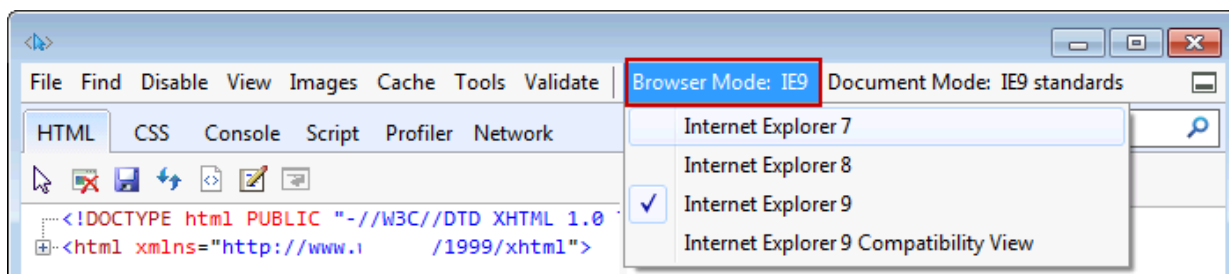 File Find Disable View Images Cache Tools Validate Browser Mode: IE9 Document Mode: IE9 standards
HTML CSS Console Script Profiler Network
Internet Explorer 7
Internet Explorer 8
Internet Explorer 9
Internet Explorer 9 Compatibility View
<!DOCTYPE html PUBLIC "-//W3C//DTD XHTML 1.0
<html xmlns="http://www. /1999/xhtml">